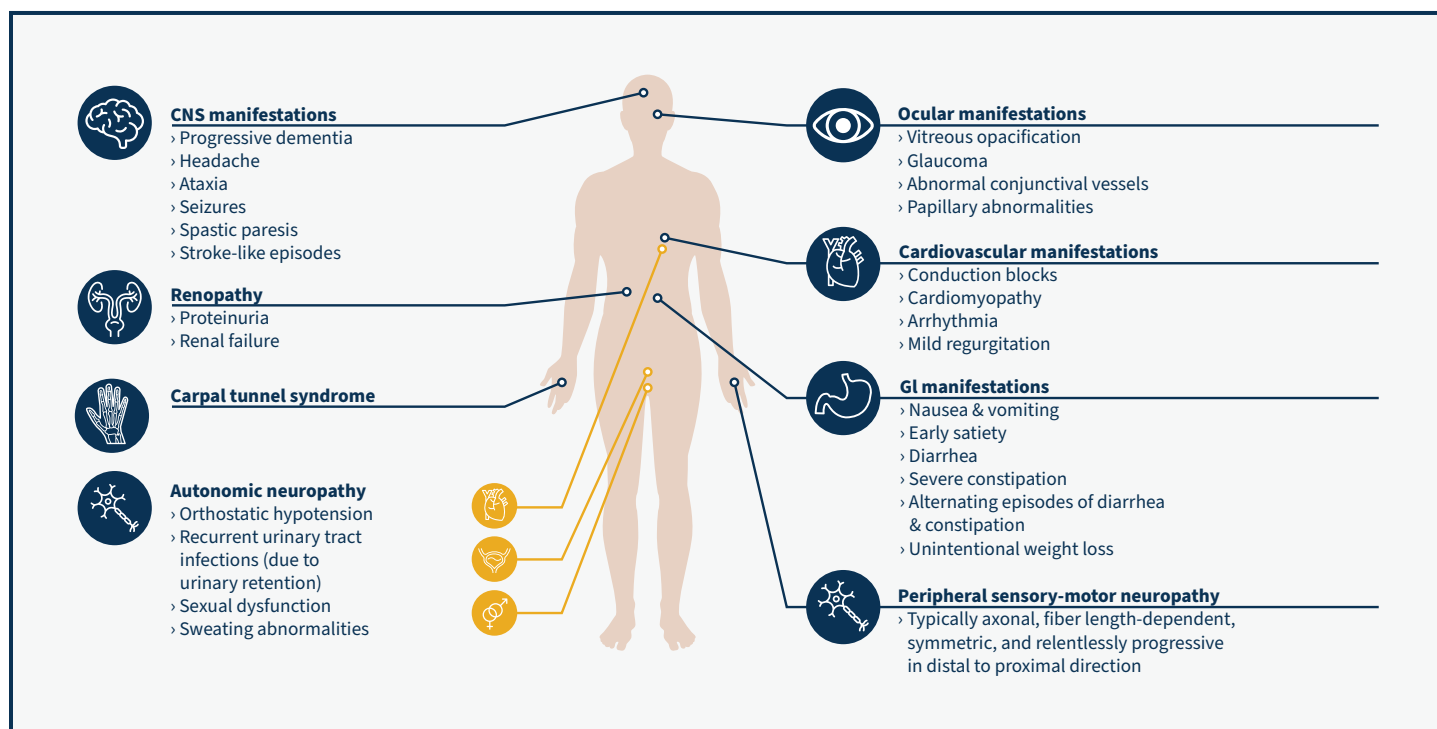 CNS manifestations
› Progressive dementia
› Headache
› Ataxia
› Seizures
› Spastic paresis
› Stroke-like episodes
Renopathy
› Proteinuria
› Renal failure
Carpal tunnel syndrome
Autonomic neuropathy
› Orthostatic hypotension
› Recurrent urinary tract
infections (due to
urinary retention)
› Sexual dysfunction
› Sweating abnormalities
Ocular manifestations
› Vitreous opacification
› Glaucoma
› Abnormal conjunctival vessels
› Papillary abnormalities
Cardiovascular manifestations
› Conduction blocks
› Cardiomyopathy
› Arrhythmia
› Mild regurgitation
Gl manifestations
› Nausea & vomiting
› Early satiety
› Diarrhea
› Severe constipation
› Alternating episodes of diarrhea
& constipation
› Unintentional weight loss
Peripheral sensory-motor neuropathy
› Typically axonal, fiber length-dependent,
symmetric, and relentlessly progressive
in distal to proximal direction